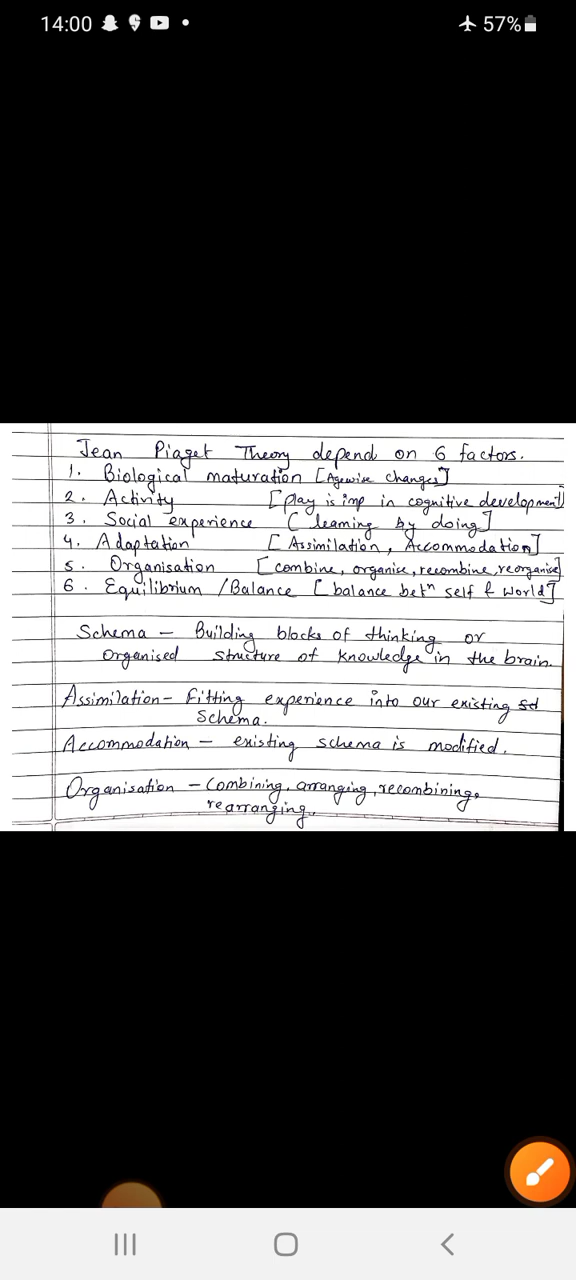 14:00
57%
Jean Piaget Theory depend on 6 factors.
1. Biological maturation [Agewise changes]
2. Activity [play is imp in cognitive development]
3. Social experience [learning by doing]
4. Adaptation [Assimilation, Accommodation]
5. Organisation [combine, organise, recombine, reorganise]
6. Equilibrium / Balance [balance betn self & world]
Schema - Building blocks of thinking or
organised structure of knowledge in the brain.
Assimilation - fitting experience into our existing
schema.
Accommodation - existing schema is modified.
Organisation - combining, arranging, recombining,
rearranging.